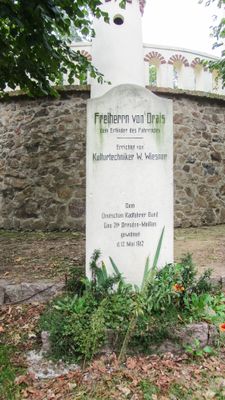 Freiherrn von Drais
Dem Erfinder des Fahrrades
Errichtet von
Kulturtechniker W. Wiesner
Dem
Deutschen Radfahrer Bund
Gau 21a Dresden-Meißen
gewidmet
d. 12. Mai 1912